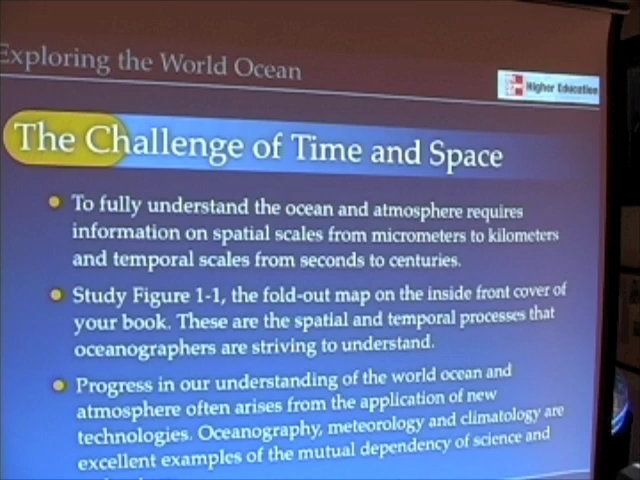 Exploring the World Ocean
Higher Education
The Challenge of Time and Space
To fully understand the ocean and atmosphere requires
information on spatial scales from micrometers to kilometers
and temporal scales from seconds to centuries.
Study Figure 1-1, the fold-out map on the inside front cover of
your book. These are the spatial and temporal processes that
oceanographers are striving to understand.
Progress in our understanding of the world ocean and
atmosphere often arises from the application of new
technologies. Oceanography, meteorology and climatology are
excellent examples of the mutual dependency of science and